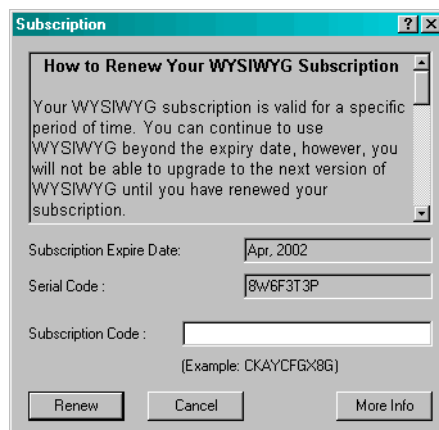 Subscription
How to Renew Your WYSIWYG Subscription
Your WYSIWYG subscription is valid for a specific
period of time. You can continue to use
WYSIWYG beyond the expiry date, however, you
will not be able to upgrade to the next version of
WYSIWYG until you have renewed your
subscription.
Subscription Expire Date: Apr, 2002
Serial Code : 8W6F3T3P
Subscription Code :
(Example: CKAYCFGX8G)
Renew Cancel More Info